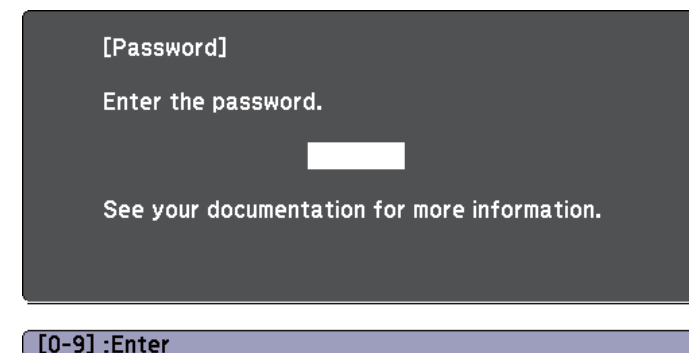 [Password]
Enter the password.
See your documentation for more information.
[0-9] :Enter